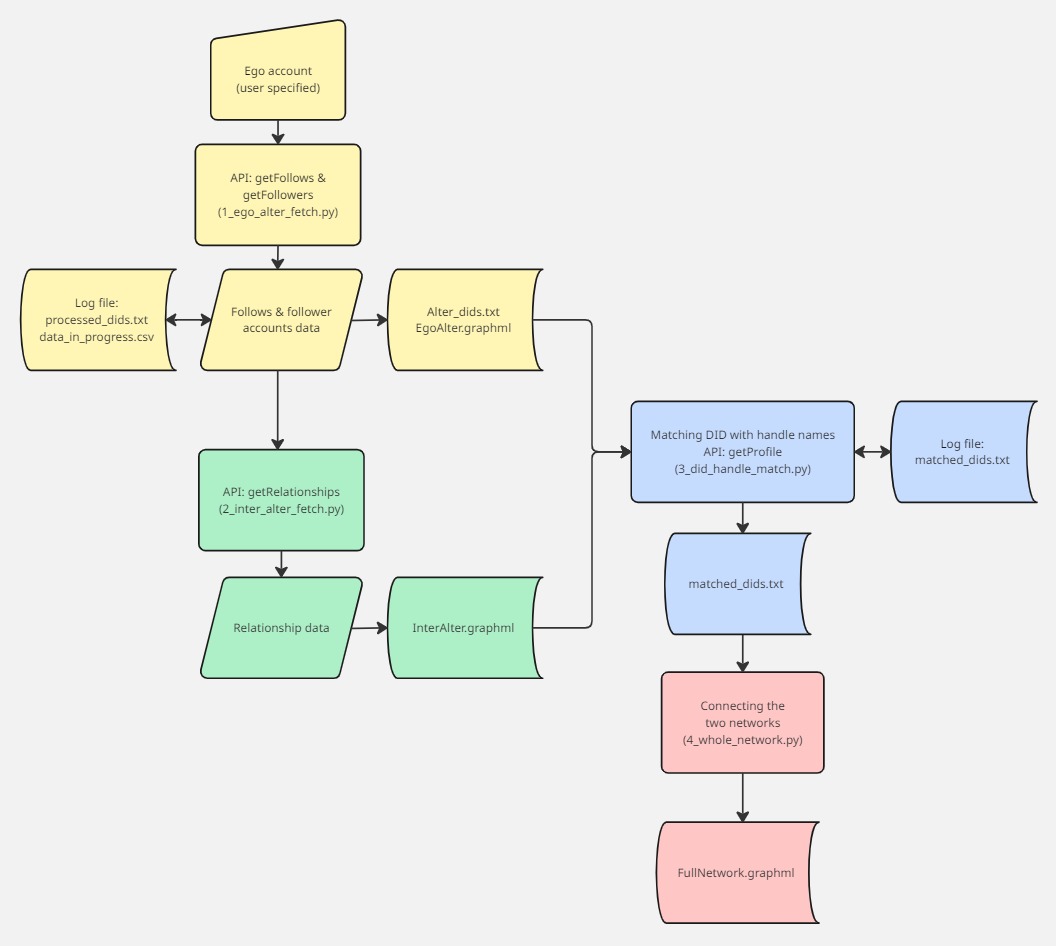 Ego account
(user specified)
API: getFollows &
getFollowers
(1_ego_alter_fetch.py)
Log file:
processed_dids.txt
data_in_progress.csv
Follows & follower
accounts data
Alter_dids.txt
EgoAlter.graphml
Matching DID with handle names
API: getProfile
(3_did_handle_match.py)
Log file:
matched_dids.txt
API: getRelationships
(2_inter_alter_fetch.py)
matched_dids.txt
Relationship data
InterAlter.graphml
Connecting the
two networks
(4_whole_network.py)
FullNetwork.graphml